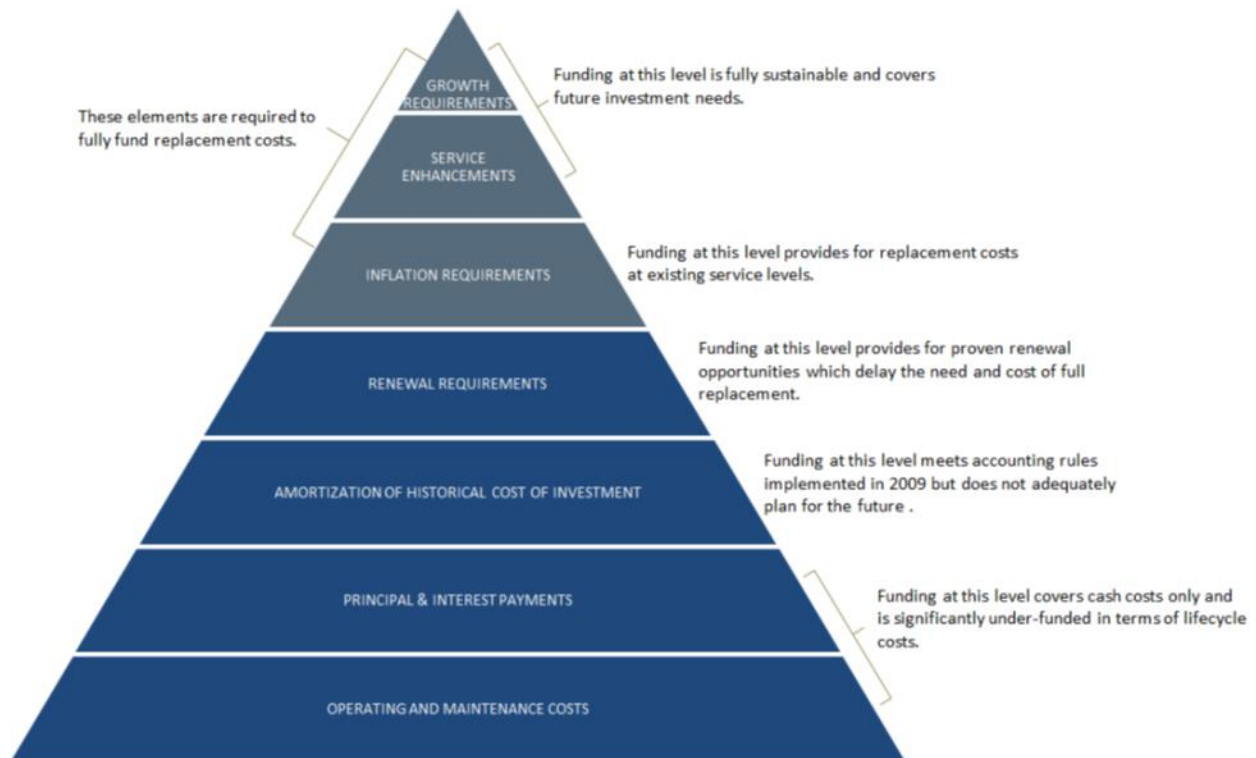 GROWTH
REQUIREMENTS
Funding at this level is fully sustainable and covers
future investment needs.
These elements are required to
fully fund replacement costs.
SERVICE
ENHANCEMENTS
INFLATION REQUIREMENTS
Funding at this level provides for replacement costs
at existing service levels.
RENEWAL REQUIREMENTS
Funding at this level provides for proven renewal
opportunities which delay the need and cost of full
replacement.
AMORTIZATION OF HISTORICAL COST OF INVESTMENT
Funding at this level meets accounting rules
implemented in 2009 but does not adequately
plan for the future .
PRINCIPAL & INTEREST PAYMENTS
Funding at this level covers cash costs only and
is significantly under-funded in terms of lifecycle
costs.
OPERATING AND MAINTENANCE COSTS